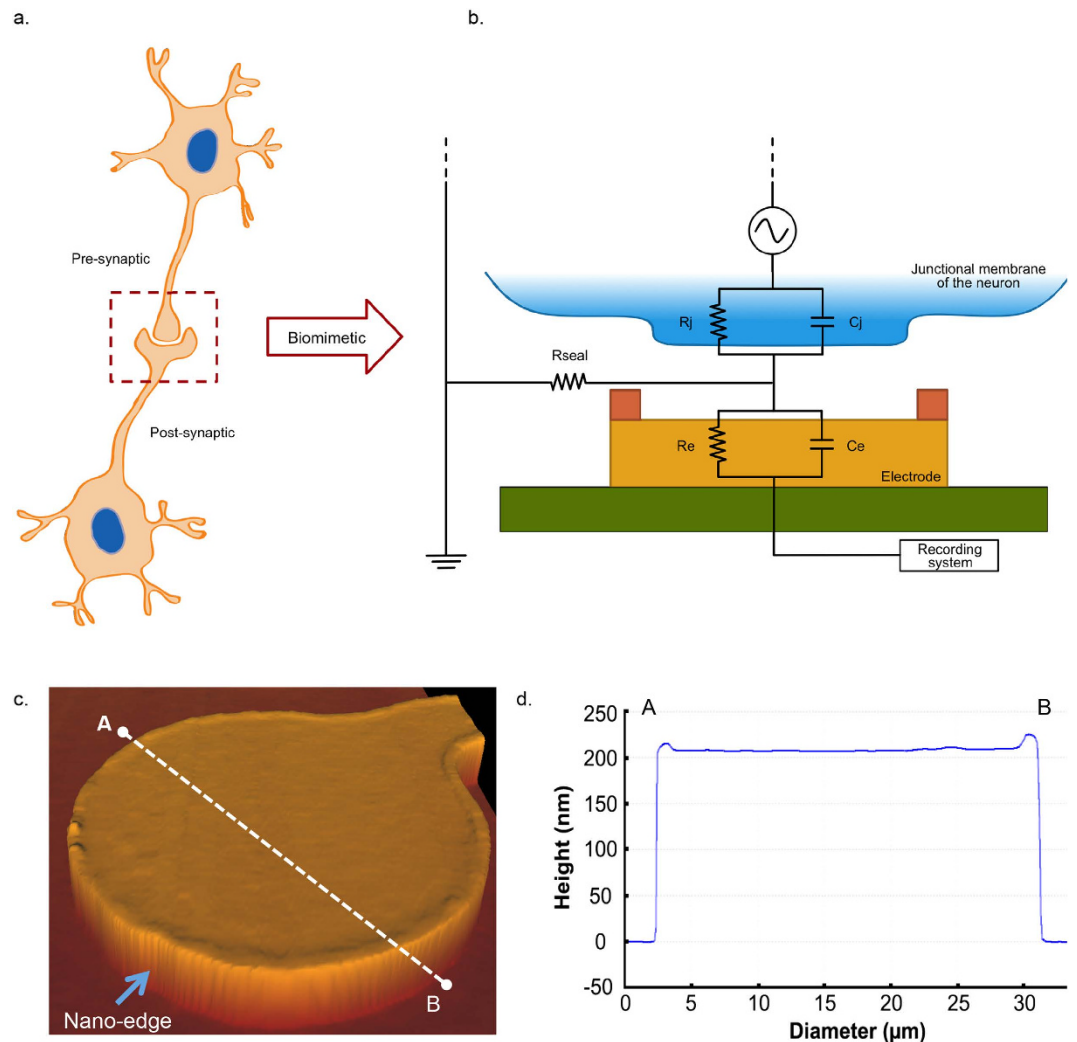 a.
b.
Pre-synaptic
Post-synaptic
Biomimetic
Junctional membrane
of the neuron
Rj
Cj
Rseal
Re
Ce
Electrode
Recording
system
c.
A
B
Nano-edge
d.
A
B
250
200
150
100
50
0
-50
Height (nm)
0
5
10
15
20
25
30
Diameter (µm)